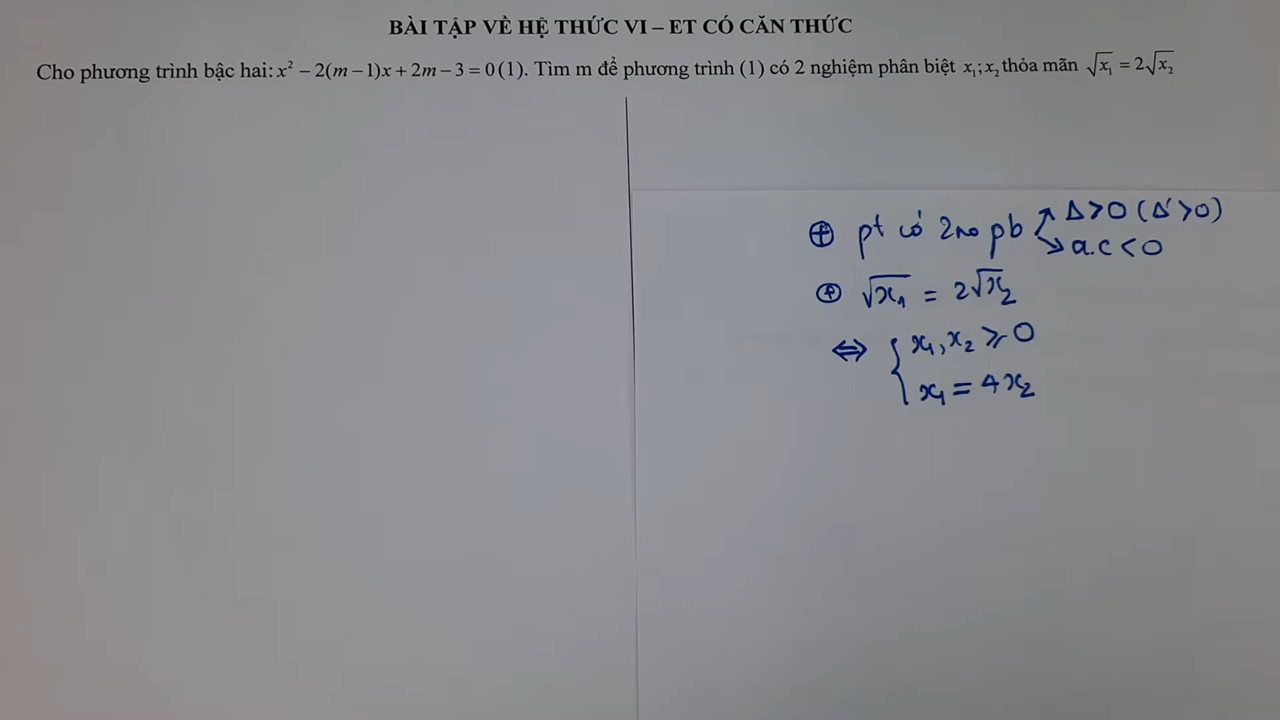 BÀI TẬP VỀ HỆ THỨC VI – ET CÓ CĂN THỨC
Cho phương trình bậc hai: x² − 2(m − 1)x + 2m − 3 = 0 (1). Tìm m để phương trình (1) có 2 nghiệm phân biệt x₁; x₂ thỏa mãn √x₁ = 2√x₂
⊕ pt có 2no pb ↗ Δ > 0 (Δ' > 0)
↘ a.c < 0
⊕ √x₁ = 2√x₂
⇔ { x₁, x₂ ⩾ 0
x₁ = 4x₂